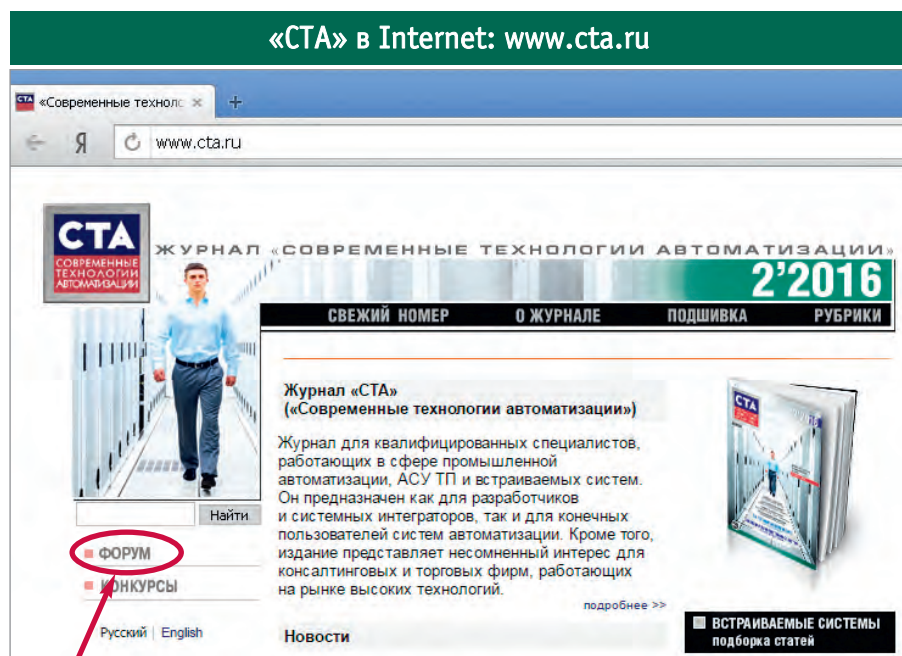 «СТА» в Internet: www.cta.ru
СТА «Современные технолс × +
Я www.cta.ru
СТА
СОВРЕМЕННЫЕ
ТЕХНОЛОГИИ
АВТОМАТИЗАЦИИ
ЖУРНАЛ «СОВРЕМЕННЫЕ ТЕХНОЛОГИИ АВТОМАТИЗАЦИИ»
2'2016
СВЕЖИЙ НОМЕР О ЖУРНАЛЕ ПОДШИВКА РУБРИКИ
Журнал «СТА»
(«Современные технологии автоматизации»)
Журнал для квалифицированных специалистов,
работающих в сфере промышленной
автоматизации, АСУ ТП и встраиваемых систем.
Он предназначен как для разработчиков
и системных интеграторов, так и для конечных
пользователей систем автоматизации. Кроме того,
издание представляет несомненный интерес для
консалтинговых и торговых фирм, работающих
на рынке высоких технологий.
подробнее >>
Новости
Найти
ФОРУМ
КОНКУРСЫ
Русский | English
СТА
ВСТРАИВАЕМЫЕ СИСТЕМЫ
подборка статей